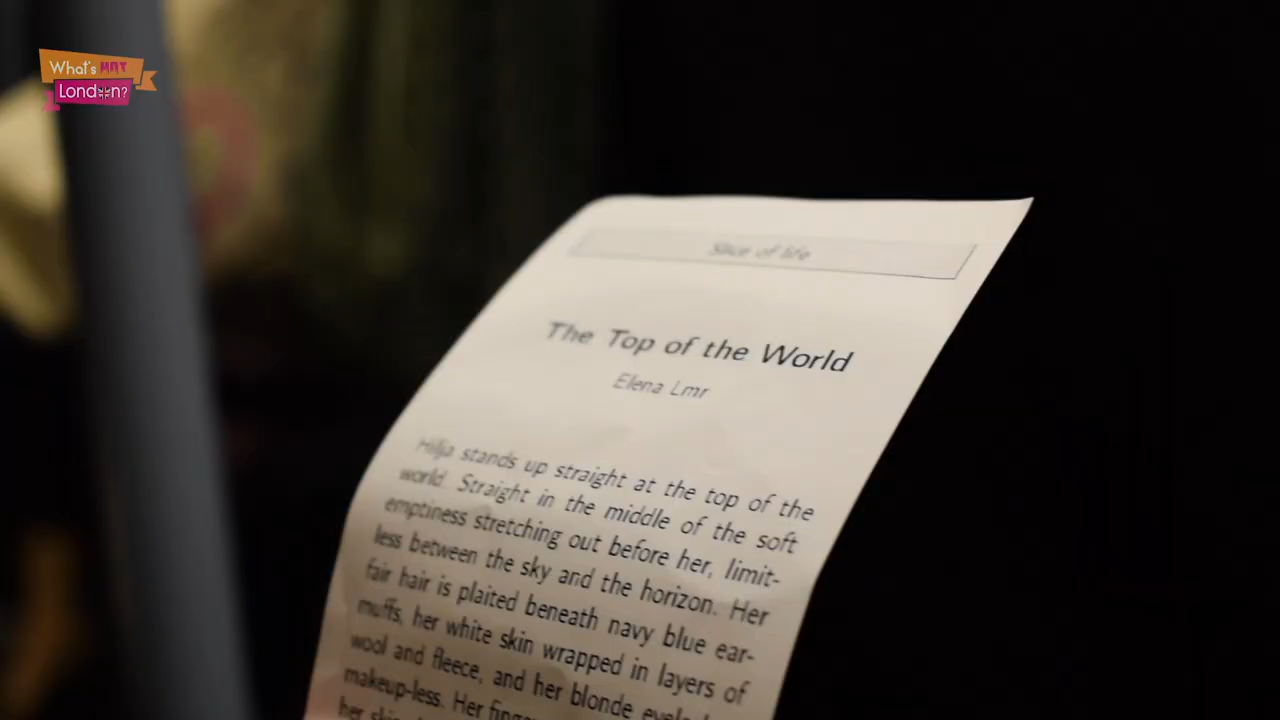 What's HOT
London?
Slice of life
The Top of the World
Elena Lmr
Hilja stands up straight at the top of the
world. Straight in the middle of the soft
emptiness stretching out before her, limit-
less between the sky and the horizon. Her
fair hair is plaited beneath navy blue ear-
muffs, her white skin wrapped in layers of
wool and fleece, and her blonde
makeup-less. Her
her